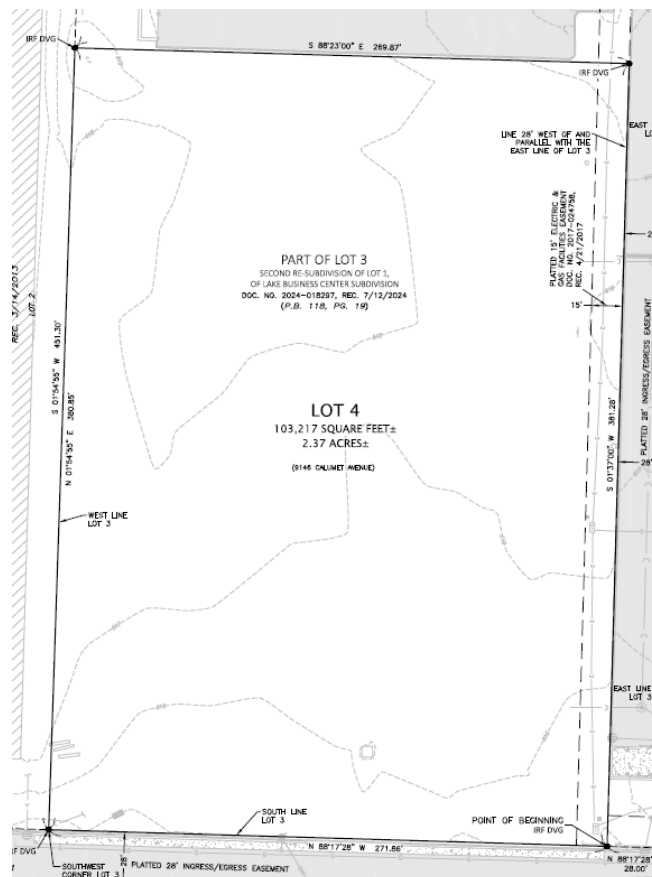 S 88°23'00" E 269.87'
IRF DVG
IRF DVG
EAST
LINE 28' WEST OF AND
PARALLEL WITH THE
EAST LINE OF LOT 3
PLATTED 15' ELECTRIC &
GAS FACILITIES EASEMENT
DOC. NO. 2017-024758,
REC. 4/21/2017
15'
PART OF LOT 3
SECOND RE-SUBDIVISION OF LOT 1,
OF LAKE BUSINESS CENTER SUBDIVISION
DOC. NO. 2024-018297, REC. 7/12/2024
(P.B. 118, PG. 19)
REC. 3/14/2013
LOT 2
S 01°54'55" W 451.30'
N 01°54'55" E 380.85'
LOT 4
103,217 SQUARE FEET±
2.37 ACRES±
(9146 CALUMET AVENUE)
S 01°37'00" W 381.28'
PLATTED 28' INGRESS/EGRESS EASEMENT
28'
WEST LINE
LOT 3
EAST LINE
LOT 3
SOUTH LINE
LOT 3
POINT OF BEGINNING
IRF DVG
N 88°17'28" W 271.86'
N 88°17'28"
28.00'
F DVG
SOUTHWEST
CORNER LOT 3
28'
PLATTED 28' INGRESS/EGRESS EASEMENT